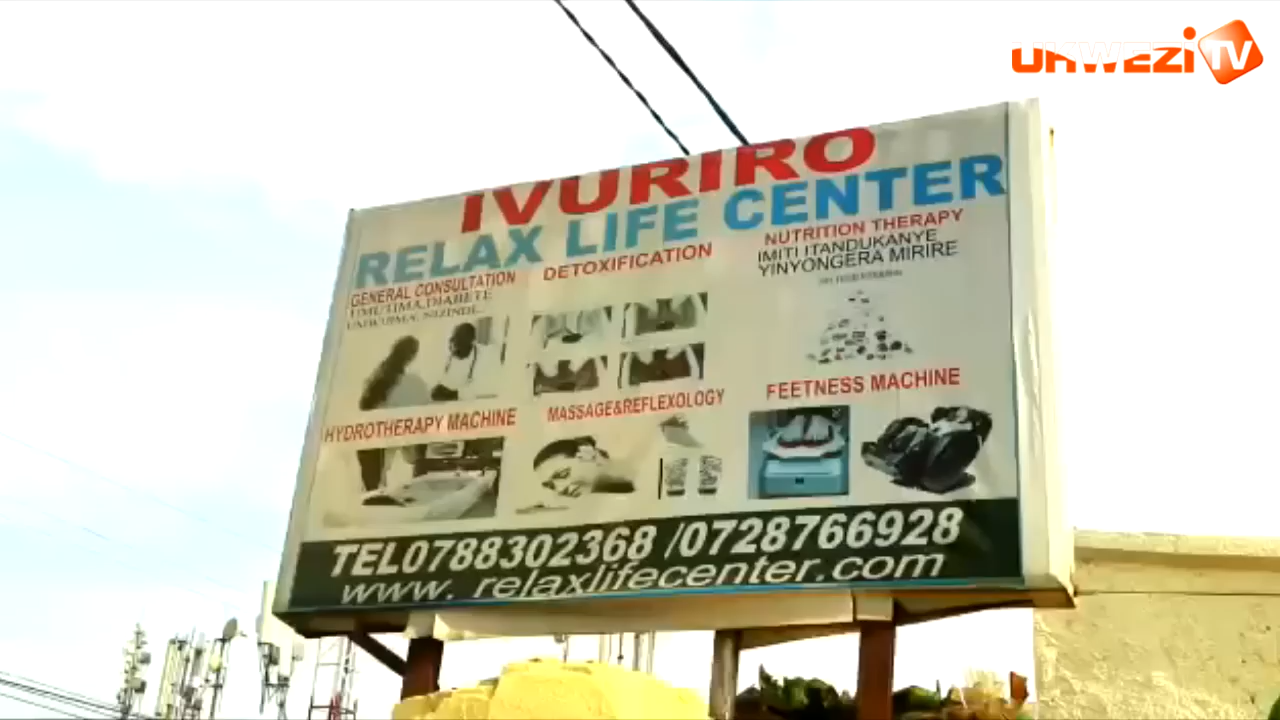 UKWEZI TV
IVURIRO
RELAX LIFE CENTER
GENERAL CONSULTATION
DETOXIFICATION
NUTRITION THERAPY
IMITI ITANDUKANYE
YINYONGERA MIRIRE
HYDROTHERAPY MACHINE
MASSAGE&REFLEXOLOGY
FEETNESS MACHINE
TEL0788302368 /0728766928
www. relaxlifecenter.com